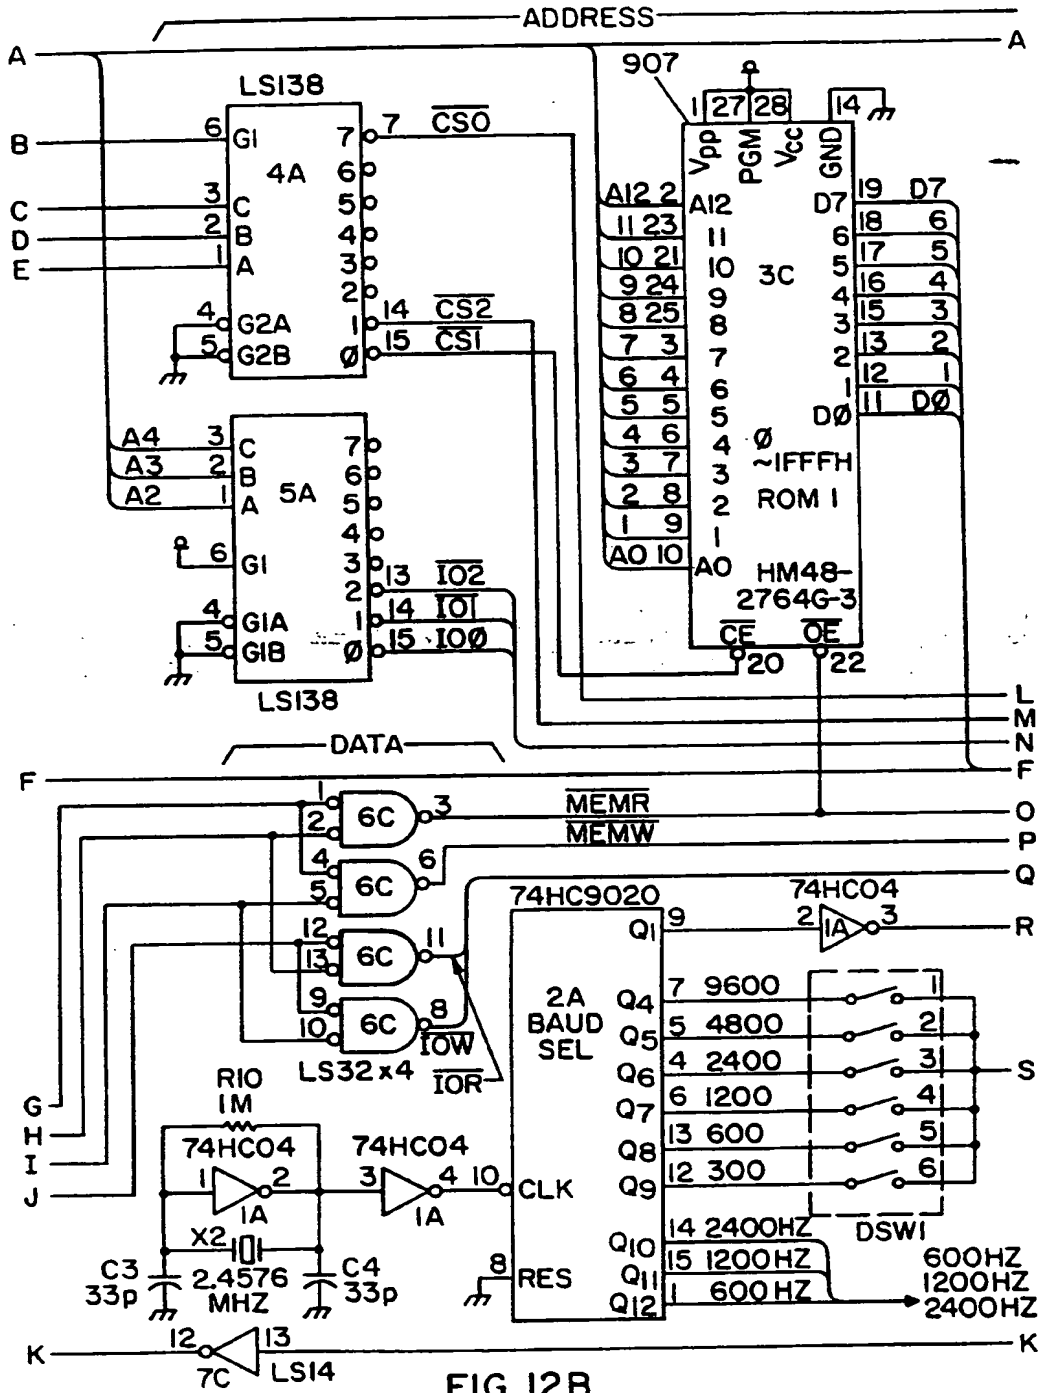 ADDRESS
A A
LS138 907
1 27 28 14
B 6 G1 7 7 CS0 Vpp PGM Vcc GND
4A 6
C 3 C 5 A12 2 A12 D7 19 D7
D 2 B 4 11 23 11 6 18 6
E 1 A 3 10 21 10 3C 5 17 5
2 9 24 9 4 16 4
4 G2A 1 14 CS2 8 25 8 3 15 3
5 G2B Ø 15 CS1 7 3 7 2 13 2
6 4 6 1 12 1
5 5 5 DØ 11 DØ
A4 3 C 7 4 6 4 Ø
A3 2 B 6 3 7 3 ~1FFFH
A2 1 A 5A 5 2 8 2 ROM 1
4 1 9 1
6 G1 3 A0 10 A0
2 13 IO2 HM48-
4 G1A 1 14 IO1 2764G-3
5 G1B Ø 15 IOØ CE OE
20 22
LS138
L
M
DATA N
F F
1 6C 3 MEMR O
2
4 6C 6 MEMW P
5 Q
74HC9020 74HC04
12 6C 11 Q1 9 2 1A 3 R
13
9 6C 8 2A Q4 7 9600 1
10 IOW BAUD Q5 5 4800 2
LS32x4 IOR SEL Q6 4 2400 3 S
R10 Q7 6 1200 4
G 1M
H 74HC04 74HC04 Q8 13 600 5
I 1 2 3 4 10 CLK Q9 12 300 6
J 1A 1A DSW1
X2 Q10 14 2400HZ
C3 2.4576 C4 8 RES Q11 15 1200HZ 600HZ
33p MHZ 33p Q12 1 600HZ 1200HZ
2400HZ
K 12 13 K
7C LS14
FIG.12B